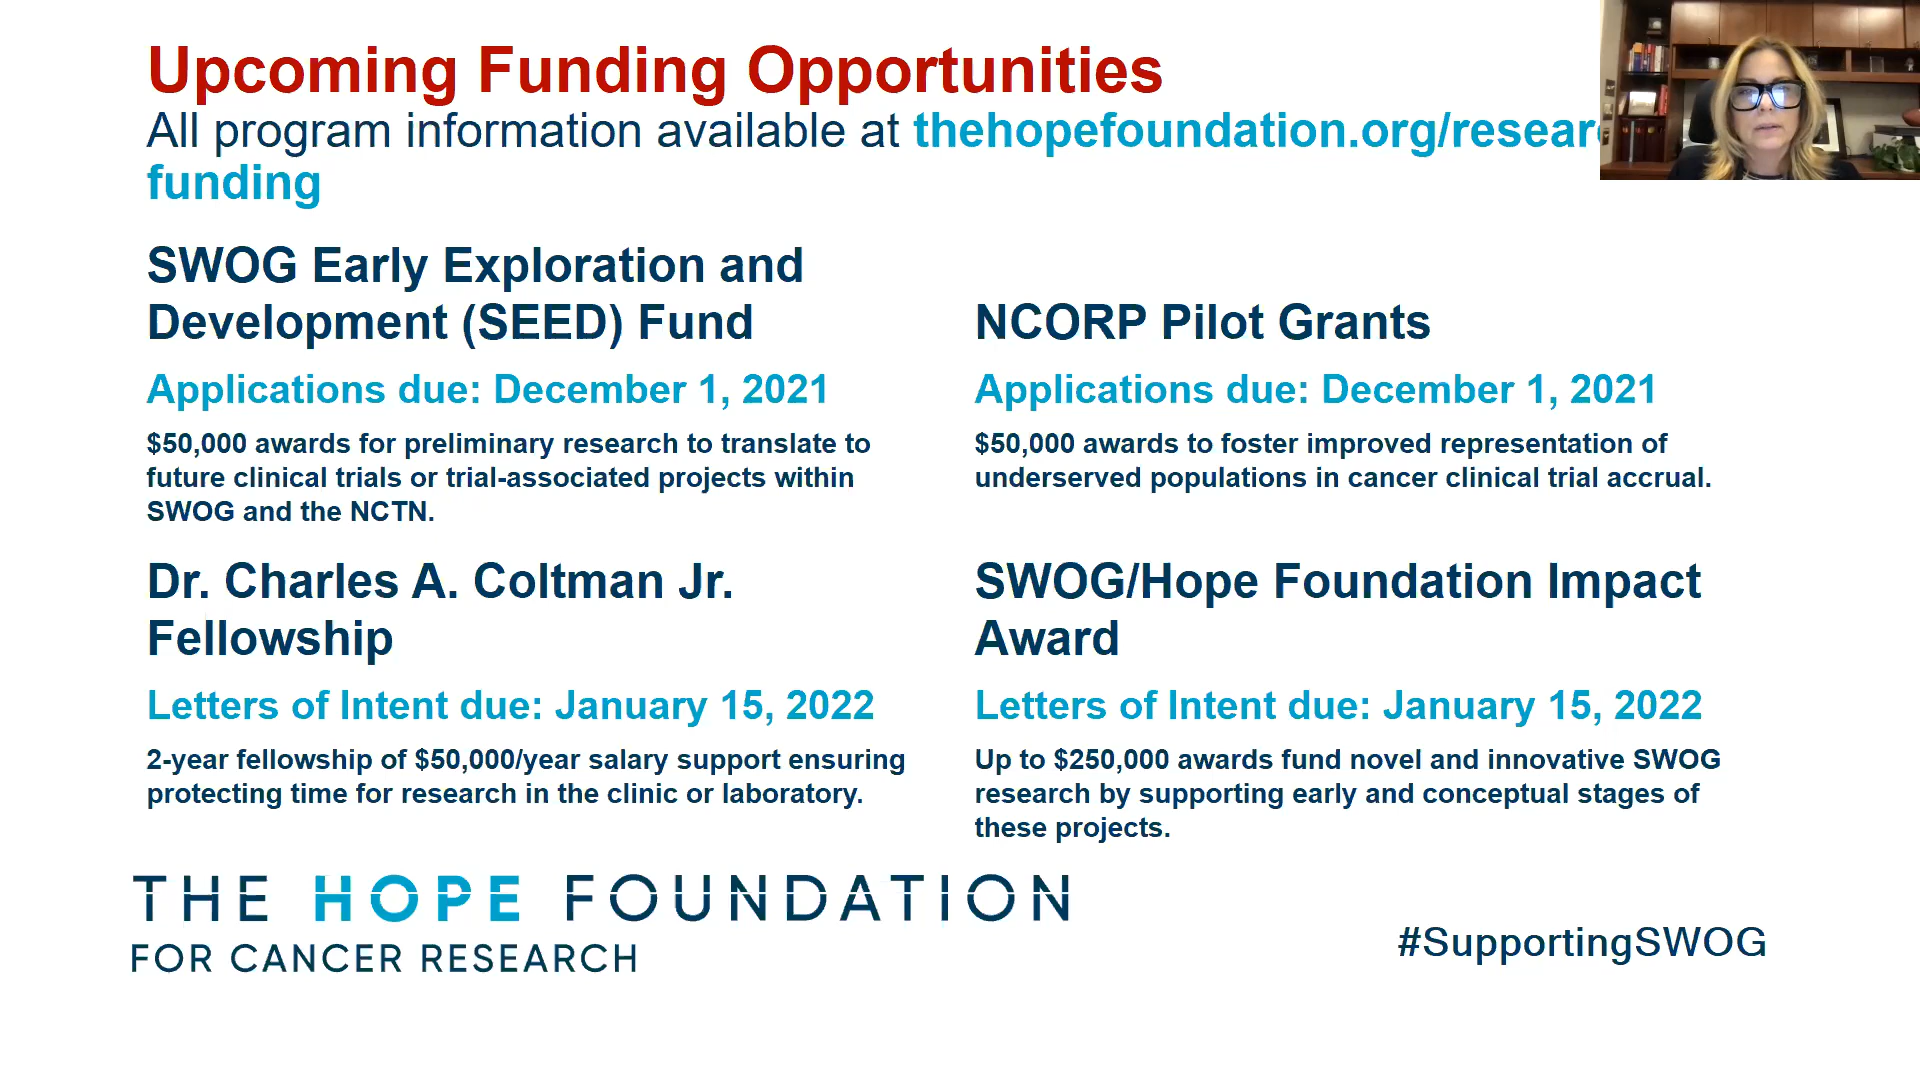 Upcoming Funding Opportunities
All program information available at thehopefoundation.org/resear
funding
SWOG Early Exploration and
Development (SEED) Fund
Applications due: December 1, 2021
$50,000 awards for preliminary research to translate to
future clinical trials or trial-associated projects within
SWOG and the NCTN.
NCORP Pilot Grants
Applications due: December 1, 2021
$50,000 awards to foster improved representation of
underserved populations in cancer clinical trial accrual.
Dr. Charles A. Coltman Jr.
Fellowship
Letters of Intent due: January 15, 2022
2-year fellowship of $50,000/year salary support ensuring
protecting time for research in the clinic or laboratory.
SWOG/Hope Foundation Impact
Award
Letters of Intent due: January 15, 2022
Up to $250,000 awards fund novel and innovative SWOG
research by supporting early and conceptual stages of
these projects.
THE HOPE FOUNDATION
FOR CANCER RESEARCH
#SupportingSWOG